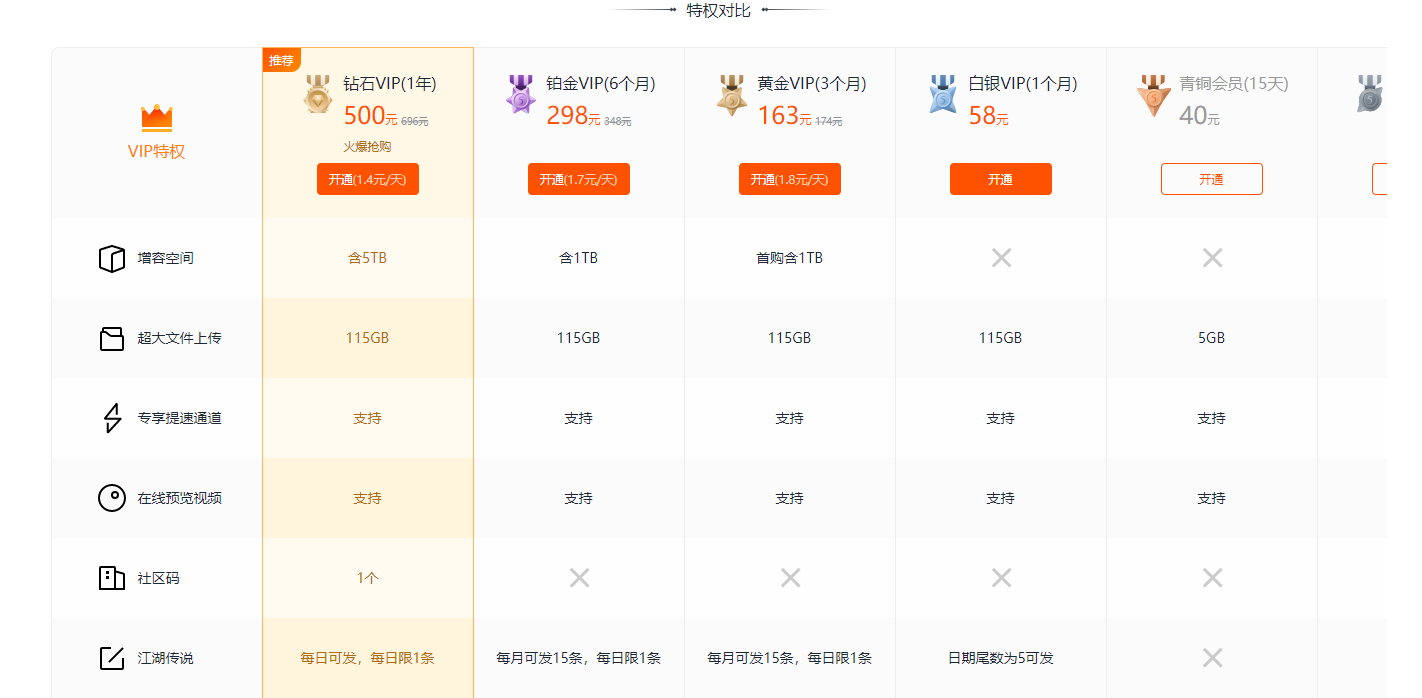 特权对比
VIP特权
推荐
钻石VIP(1年)
500元 696元
火爆抢购
开通(1.4元/天)
铂金VIP(6个月)
298元 348元
开通(1.7元/天)
黄金VIP(3个月)
163元 174元
开通(1.8元/天)
白银VIP(1个月)
58元
开通
青铜会员(15天)
40元
开通
增容空间 含5TB 含1TB 首购含1TB
超大文件上传 115GB 115GB 115GB 115GB 5GB
专享提速通道 支持 支持 支持 支持 支持
在线预览视频 支持 支持 支持 支持 支持
社区码 1个
江湖传说 每日可发，每日限1条 每月可发15条，每日限1条 每月可发15条，每日限1条 日期尾数为5可发